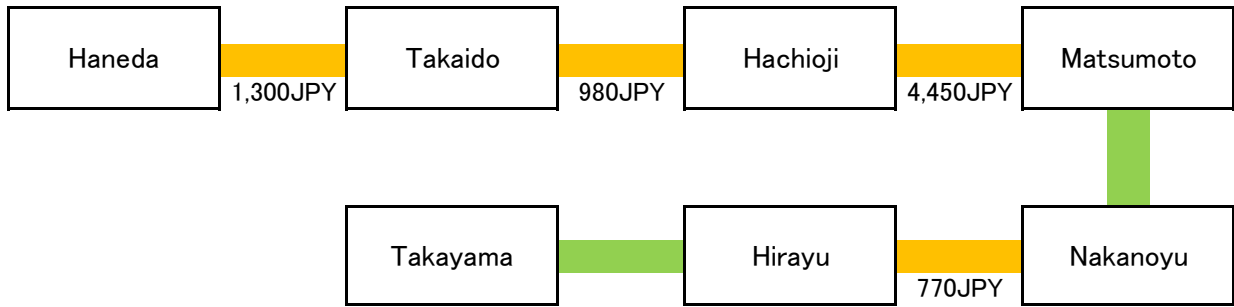 Haneda
Takaido
Hachioji
Matsumoto
1,300JPY
980JPY
4,450JPY
Takayama
Hirayu
Nakanoyu
770JPY